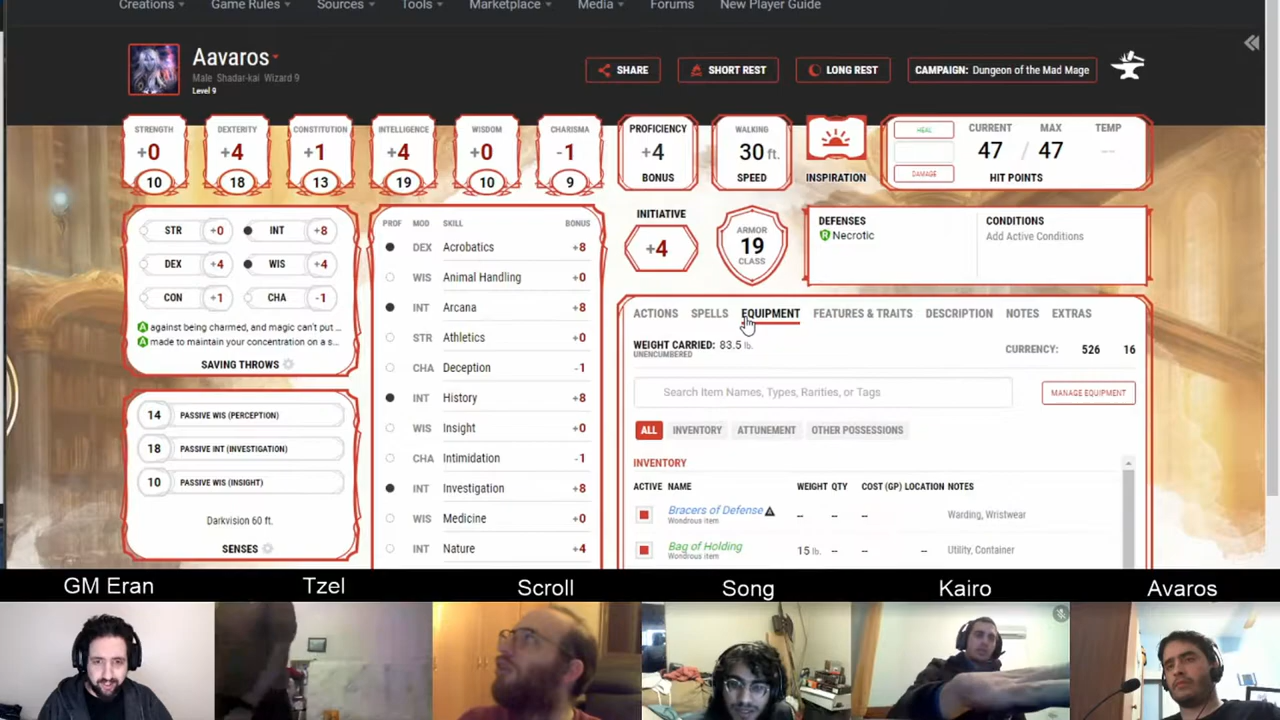 Creations Game Rules Sources Tools Marketplace Media Forums New Player Guide
Aavaros
Male Shadar-kai Wizard 9
Level 9
SHARE SHORT REST LONG REST CAMPAIGN: Dungeon of the Mad Mage
STRENGTH DEXTERITY CONSTITUTION INTELLIGENCE WISDOM CHARISMA
+0 +4 +1 +4 +0 -1
10 18 13 19 10 9
PROFICIENCY
+4
BONUS
WALKING
30 ft.
SPEED
INSPIRATION
HEAL
DAMAGE
CURRENT MAX TEMP
47 / 47 --
HIT POINTS
STR +0 INT +8
DEX +4 WIS +4
CON +1 CHA -1
against being charmed, and magic can't put ...
made to maintain your concentration on a s...
SAVING THROWS
14 PASSIVE WIS (PERCEPTION)
18 PASSIVE INT (INVESTIGATION)
10 PASSIVE WIS (INSIGHT)
Darkvision 60 ft.
SENSES
PROF MOD SKILL BONUS
DEX Acrobatics +8
WIS Animal Handling +0
INT Arcana +8
STR Athletics +0
CHA Deception -1
INT History +8
WIS Insight +0
CHA Intimidation -1
INT Investigation +8
WIS Medicine +0
INT Nature +4
INITIATIVE
+4
ARMOR
19
CLASS
DEFENSES
R Necrotic
CONDITIONS
Add Active Conditions
ACTIONS SPELLS EQUIPMENT FEATURES & TRAITS DESCRIPTION NOTES EXTRAS
WEIGHT CARRIED: 83.5 lb.
UNENCUMBERED
CURRENCY: 526 16
Search Item Names, Types, Rarities, or Tags
MANAGE EQUIPMENT
ALL INVENTORY ATTUNEMENT OTHER POSSESSIONS
INVENTORY
ACTIVE NAME WEIGHT QTY COST (GP) LOCATION NOTES
Bracers of Defense -- -- -- Warding, Wristwear
Wondrous item
Bag of Holding 15 lb. -- -- -- Utility, Container
Wondrous item
GM Eran Tzel Scroll Song Kairo Avaros